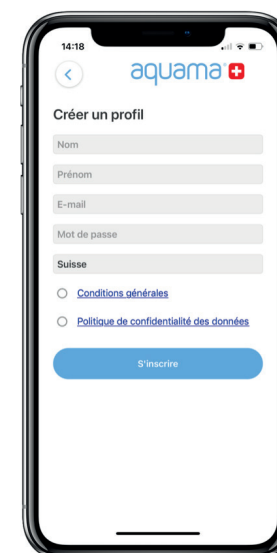 14:18
aquama
Créer un profil
Nom
Prénom
E-mail
Mot de passe
Suisse
Conditions générales
Politique de confidentialité des données
S'inscrire